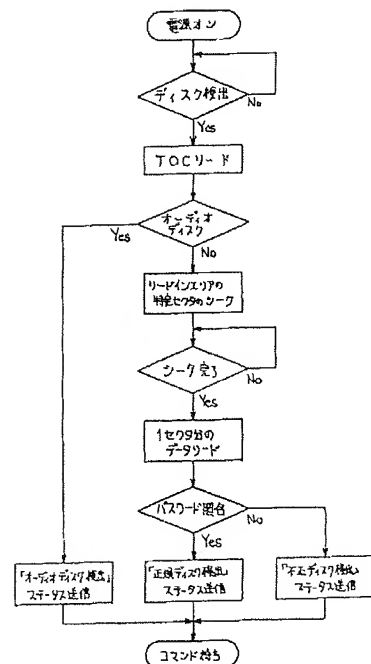 電源オン
ディスク検出
No
Yes
TOCリード
オーディオ
ディスク
Yes
No
リードインエリアの
特定セクタのシーク
シーク完了
No
Yes
1セクタ分の
データリード
パスワード照合
No
Yes
「オーディオディスク検出」
ステータス送信
「正規ディスク検出」
ステータス送信
「不正ディスク検出」
ステータス送信
コマンド待ち